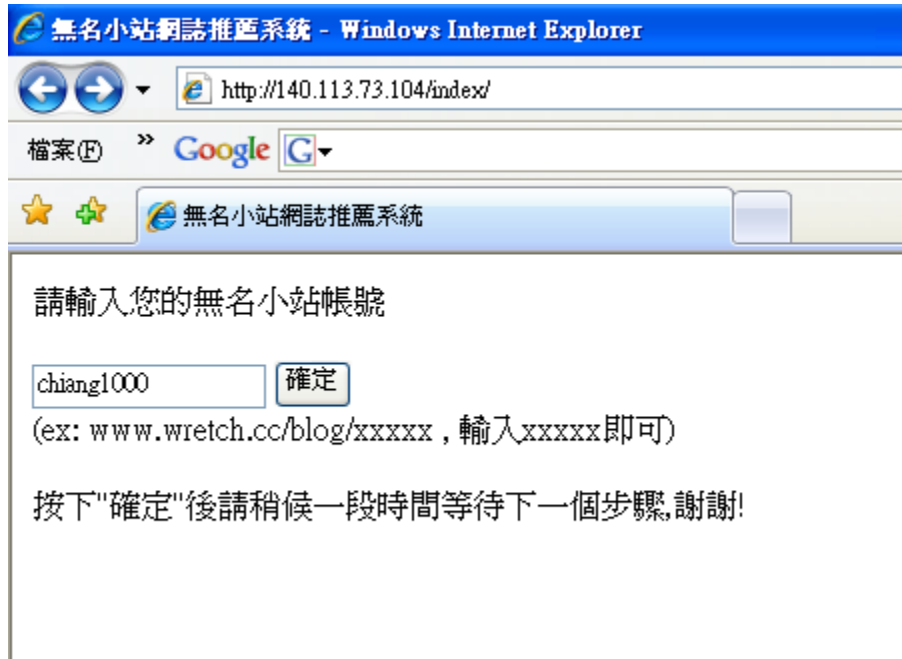 無名小站網誌推薦系統 - Windows Internet Explorer
http://140.113.73.104/index/
檔案(F) » Google G
無名小站網誌推薦系統
請輸入您的無名小站帳號
chiang1000 確定
(ex: www.wretch.cc/blog/xxxxx , 輸入xxxxx即可)
按下"確定"後請稍候一段時間等待下一個步驟,謝謝!